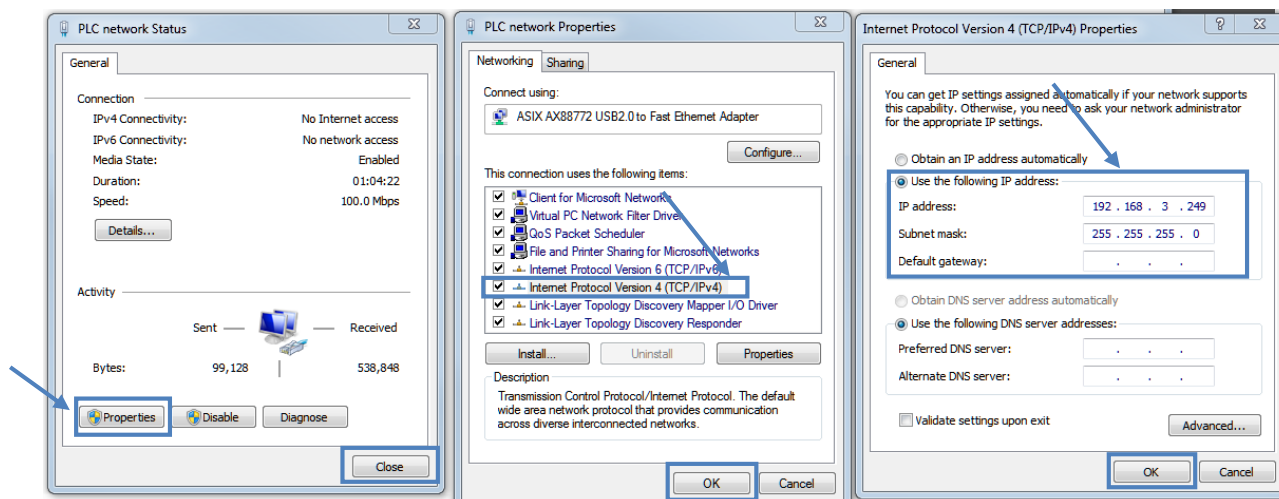 PLC network Status
General
Connection
IPv4 Connectivity: No Internet access
IPv6 Connectivity: No network access
Media State: Enabled
Duration: 01:04:22
Speed: 100.0 Mbps
Details...
Activity
Sent Received
Bytes: 99,128 538,848
Properties Disable Diagnose
Close
PLC network Properties
Networking Sharing
Connect using:
ASIX AX88772 USB2.0 to Fast Ethernet Adapter
Configure...
This connection uses the following items:
Client for Microsoft Networks
Virtual PC Network Filter Driver
QoS Packet Scheduler
File and Printer Sharing for Microsoft Networks
Internet Protocol Version 6 (TCP/IPv6)
Internet Protocol Version 4 (TCP/IPv4)
Link-Layer Topology Discovery Mapper I/O Driver
Link-Layer Topology Discovery Responder
Install... Uninstall Properties
Description
Transmission Control Protocol/Internet Protocol. The default
wide area network protocol that provides communication
across diverse interconnected networks.
OK Cancel
Internet Protocol Version 4 (TCP/IPv4) Properties
General
You can get IP settings assigned automatically if your network supports
this capability. Otherwise, you need to ask your network administrator
for the appropriate IP settings.
Obtain an IP address automatically
Use the following IP address:
IP address: 192 . 168 . 3 . 249
Subnet mask: 255 . 255 . 255 . 0
Default gateway: . . .
Obtain DNS server address automatically
Use the following DNS server addresses:
Preferred DNS server: . . .
Alternate DNS server: . . .
Validate settings upon exit
Advanced...
OK Cancel